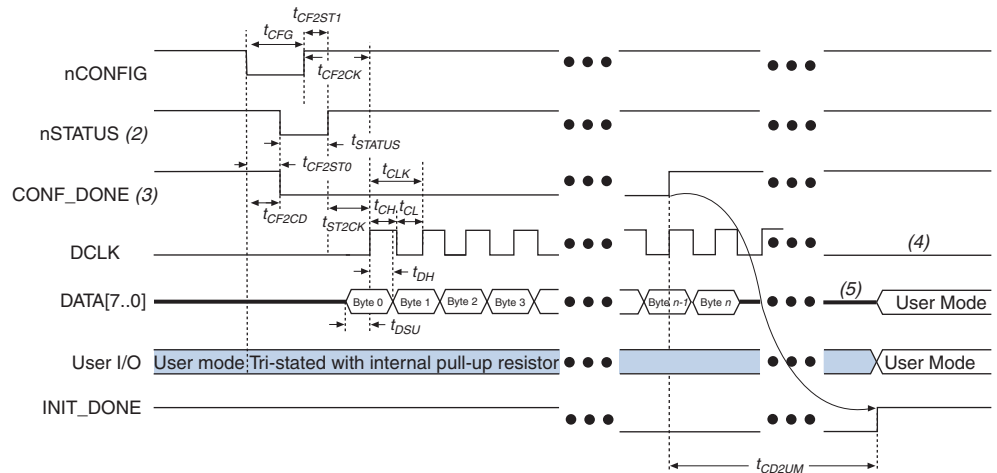 tCF2ST1
tCFG
nCONFIG
tCF2CK
nSTATUS (2)
tSTATUS
tCF2ST0
tCLK
CONF_DONE (3)
tCF2CD
tST2CK
tCH
tCL
DCLK
(4)
tDH
DATA[7..0]
Byte 0
Byte 1
Byte 2
Byte 3
Byte n-1
Byte n
(5)
User Mode
tDSU
User I/O
User mode
Tri-stated with internal pull-up resistor
User Mode
INIT_DONE
tCD2UM